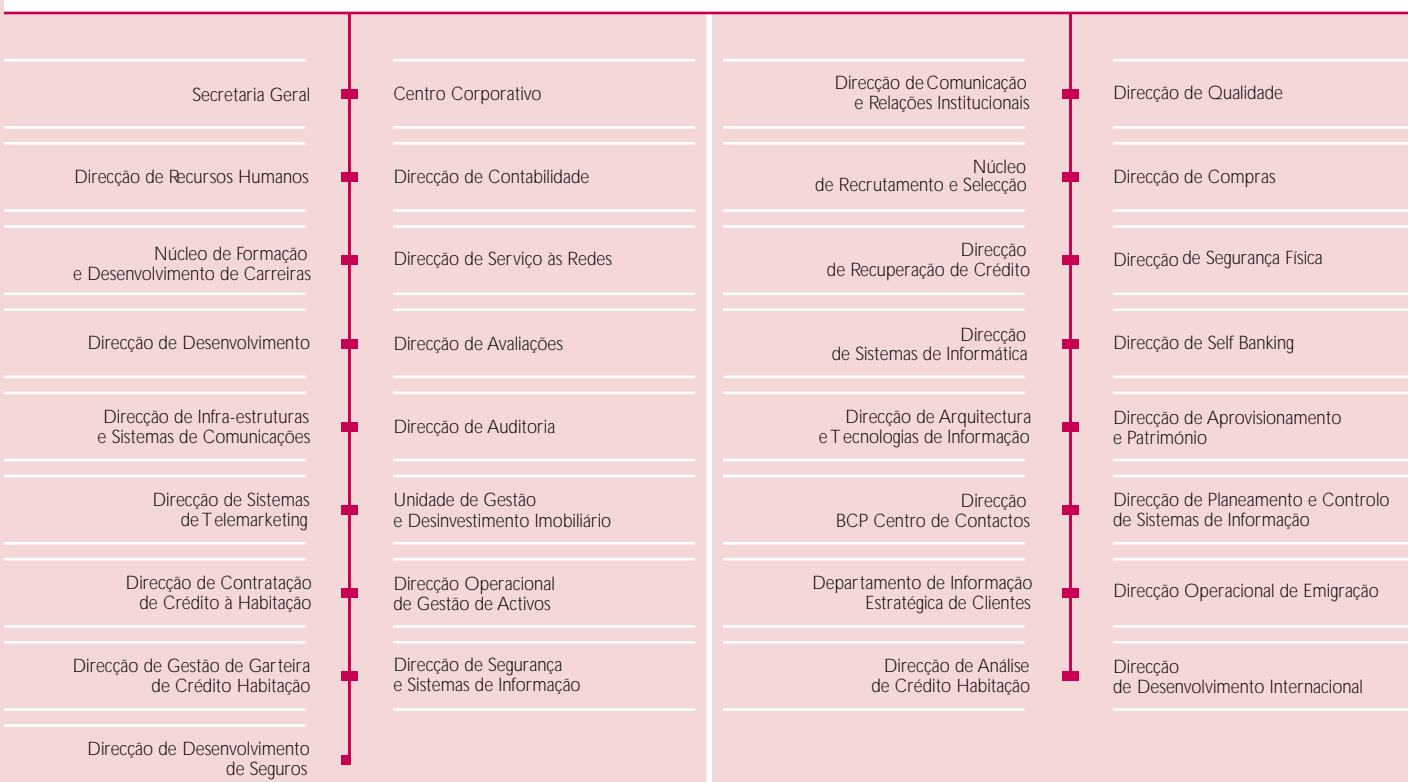 Secretaria Geral
Centro Corporativo
Direcção de Recursos Humanos
Direcção de Contabilidade
Núcleo de Formação
e Desenvolvimento de Carreiras
Direcção de Serviço às Redes
Direcção de Desenvolvimento
Direcção de Avaliações
Direcção de Infra-estruturas
e Sistemas de Comunicações
Direcção de Auditoria
Direcção de Sistemas
de Telemarketing
Unidade de Gestão
e Desinvestimento Imobiliário
Direcção de Contratação
de Crédito à Habitação
Direcção Operacional
de Gestão de Activos
Direcção de Gestão de Garteira
de Crédito Habitação
Direcção de Segurança
e Sistemas de Informação
Direcção de Desenvolvimento
de Seguros
Direcção de Comunicação
e Relações Institucionais
Direcção de Qualidade
Núcleo
de Recrutamento e Selecção
Direcção de Compras
Direcção
de Recuperação de Crédito
Direcção de Segurança Física
Direcção
de Sistemas de Informática
Direcção de Self Banking
Direcção de Arquitectura
e Tecnologias de Informação
Direcção de Aprovisionamento
e Património
Direcção
BCP Centro de Contactos
Direcção de Planeamento e Controlo
de Sistemas de Informação
Departamento de Informação
Estratégica de Clientes
Direcção Operacional de Emigração
Direcção de Análise
de Crédito Habitação
Direcção
de Desenvolvimento Internacional